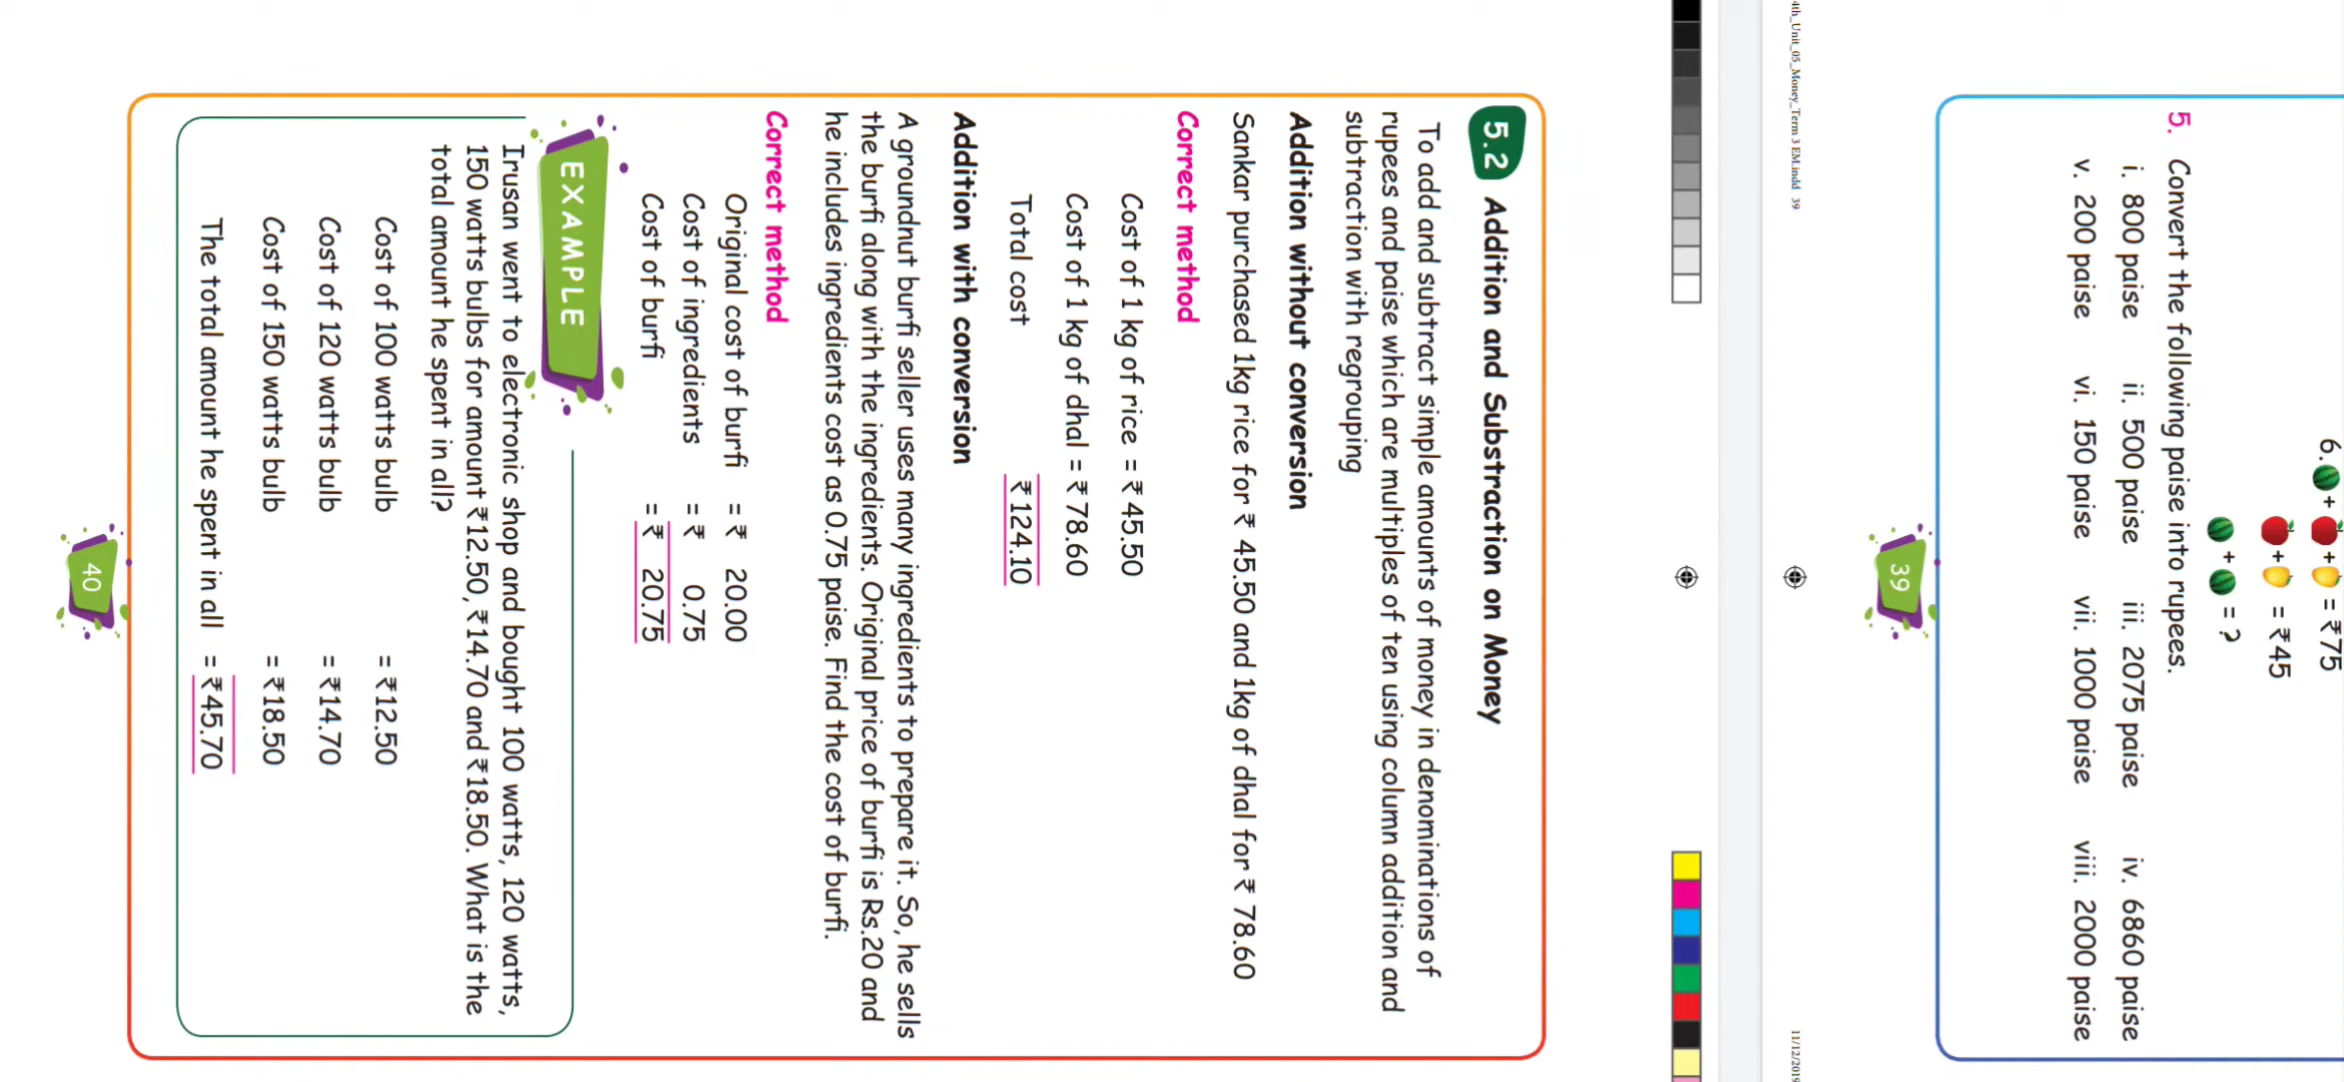 6. + + = ₹75
+ = ₹45
+ = ?
5. Convert the following paise into rupees.
i. 800 paise ii. 500 paise iii. 2075 paise iv. 6860 paise
v. 200 paise vi. 150 paise vii. 1000 paise viii. 2000 paise
39
4th_Unit_05_Money_Term 3 EM.indd 39 11/12/2019
5.2 Addition and Substraction on Money
To add and subtract simple amounts of money in denominations of
rupees and paise which are multiples of ten using column addition and
subtraction with regrouping
Addition without conversion
Sankar purchased 1kg rice for ₹ 45.50 and 1kg of dhal for ₹ 78.60
Correct method
Cost of 1 kg of rice = ₹ 45.50
Cost of 1 kg of dhal = ₹ 78.60
Total cost ₹ 124.10
Addition with conversion
A groundnut burfi seller uses many ingredients to prepare it. So, he sells
the burfi along with the ingredients. Original price of burfi is Rs.20 and
he includes ingredients cost as 0.75 paise. Find the cost of burfi.
Correct method
Original cost of burfi = ₹ 20.00
Cost of ingredients = ₹ 0.75
Cost of burfi = ₹ 20.75
EXAMPLE
Irusan went to electronic shop and bought 100 watts, 120 watts,
150 watts bulbs for amount ₹12.50, ₹14.70 and ₹18.50. What is the
total amount he spent in all?
Cost of 100 watts bulb = ₹12.50
Cost of 120 watts bulb = ₹14.70
Cost of 150 watts bulb = ₹18.50
The total amount he spent in all = ₹45.70
40